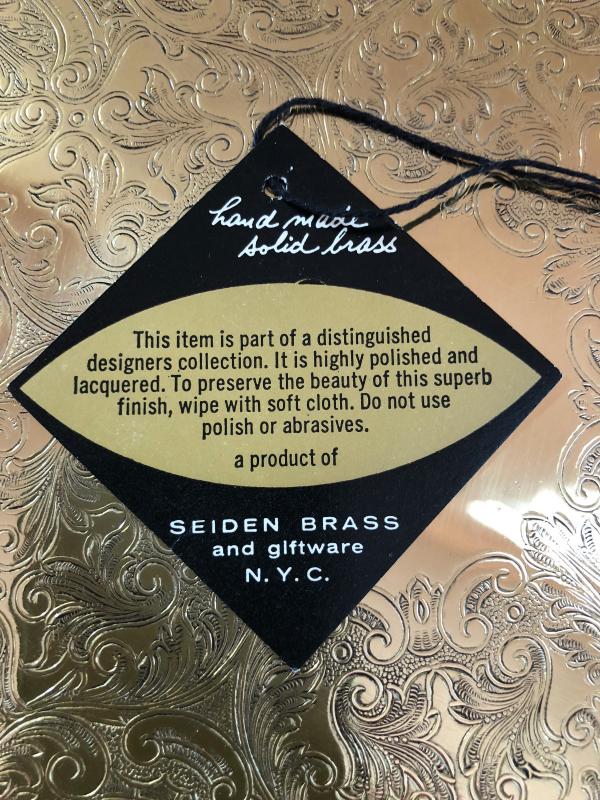 hand made
solid brass
This item is part of a distinguished
designers collection. It is highly polished and
lacquered. To preserve the beauty of this superb
finish, wipe with soft cloth. Do not use
polish or abrasives.
a product of
SEIDEN BRASS
and giftware
N.Y.C.